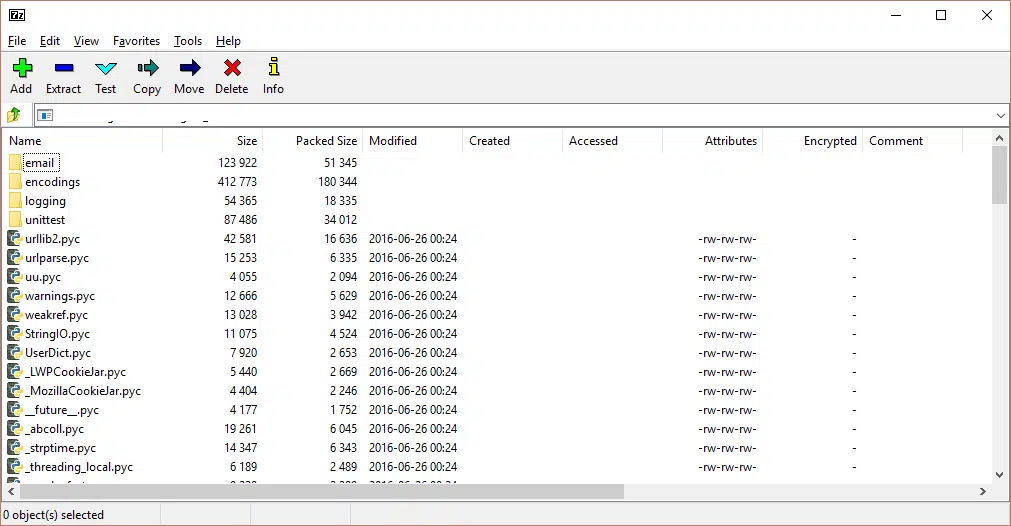 7z
File Edit View Favorites Tools Help
Add Extract Test Copy Move Delete Info
Name Size Packed Size Modified Created Accessed Attributes Encrypted Comment
email 123 922 51 345
encodings 412 773 180 344
logging 54 365 18 335
unittest 87 486 34 012
urllib2.pyc 42 581 16 636 2016-06-26 00:24 -rw-rw-rw- -
urlparse.pyc 15 253 6 335 2016-06-26 00:24 -rw-rw-rw- -
uu.pyc 4 055 2 094 2016-06-26 00:24 -rw-rw-rw- -
warnings.pyc 12 666 5 629 2016-06-26 00:24 -rw-rw-rw- -
weakref.pyc 13 028 3 942 2016-06-26 00:24 -rw-rw-rw- -
StringIO.pyc 11 075 4 524 2016-06-26 00:24 -rw-rw-rw- -
UserDict.pyc 7 920 2 653 2016-06-26 00:24 -rw-rw-rw- -
_LWPCookieJar.pyc 5 440 2 669 2016-06-26 00:24 -rw-rw-rw- -
_MozillaCookieJar.pyc 4 404 2 246 2016-06-26 00:24 -rw-rw-rw- -
__future__.pyc 4 177 1 752 2016-06-26 00:24 -rw-rw-rw- -
_abcoll.pyc 19 261 6 045 2016-06-26 00:24 -rw-rw-rw- -
_strptime.pyc 14 347 6 343 2016-06-26 00:24 -rw-rw-rw- -
_threading_local.pyc 6 189 2 489 2016-06-26 00:24 -rw-rw-rw- -
0 object(s) selected